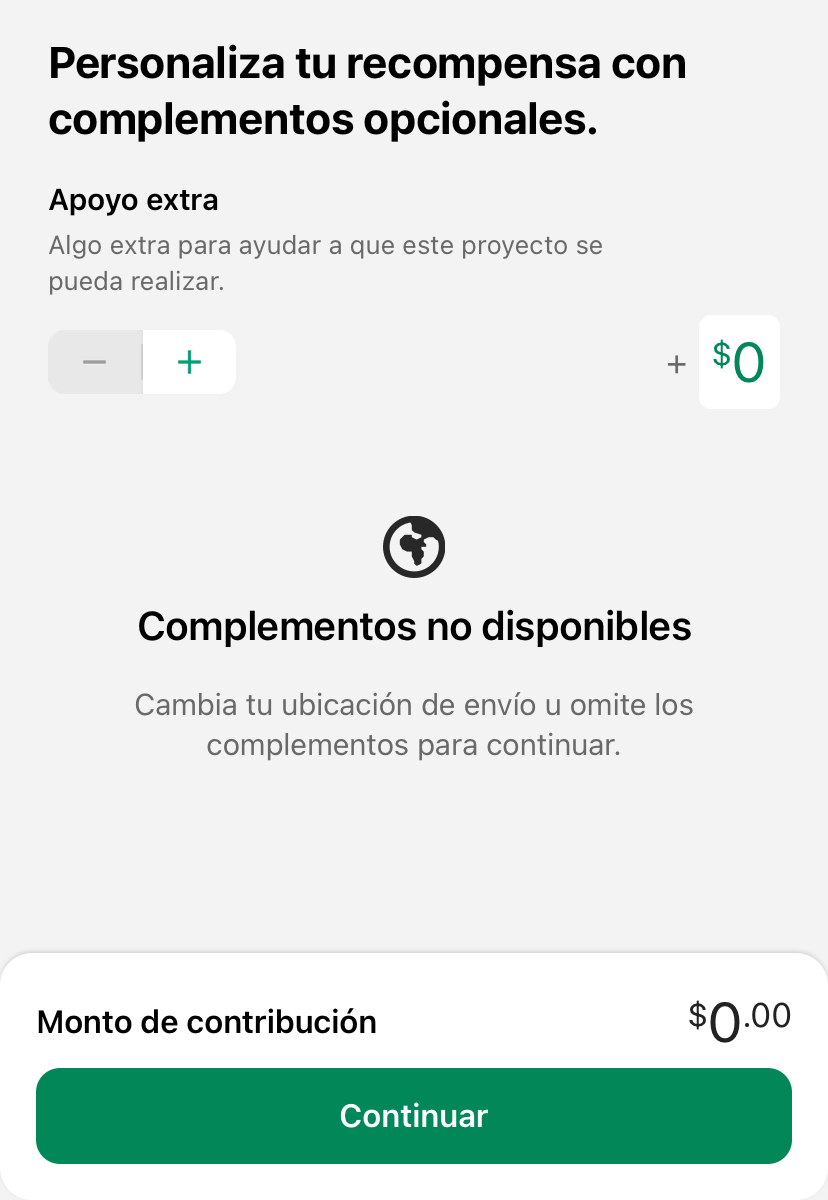 Personaliza tu recompensa con
complementos opcionales.
Apoyo extra
Algo extra para ayudar a que este proyecto se
pueda realizar.
− +
+ $0
Complementos no disponibles
Cambia tu ubicación de envío u omite los
complementos para continuar.
Monto de contribución $0.00
Continuar